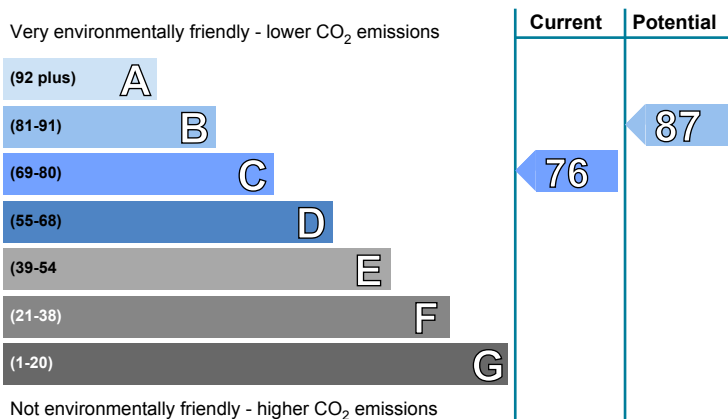 Current Potential
Very environmentally friendly - lower CO2 emissions
(92 plus) A
(81-91) B 87
(69-80) C 76
(55-68) D
(39-54 E
(21-38) F
(1-20) G
Not environmentally friendly - higher CO2 emissions